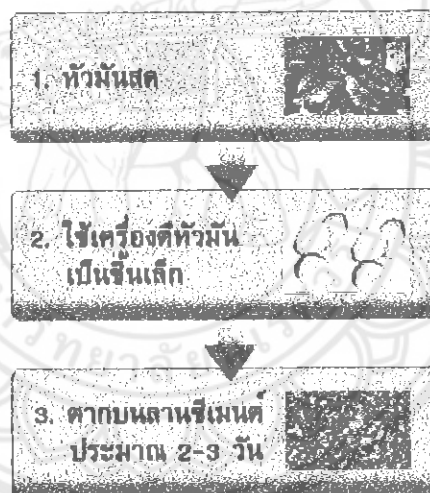 1. หัวมันสด
2. ใช้เครื่องตีหัวมัน
เป็นชิ้นเล็ก
3. ตากบนลานซีเมนต์
ประมาณ 2-3 วัน